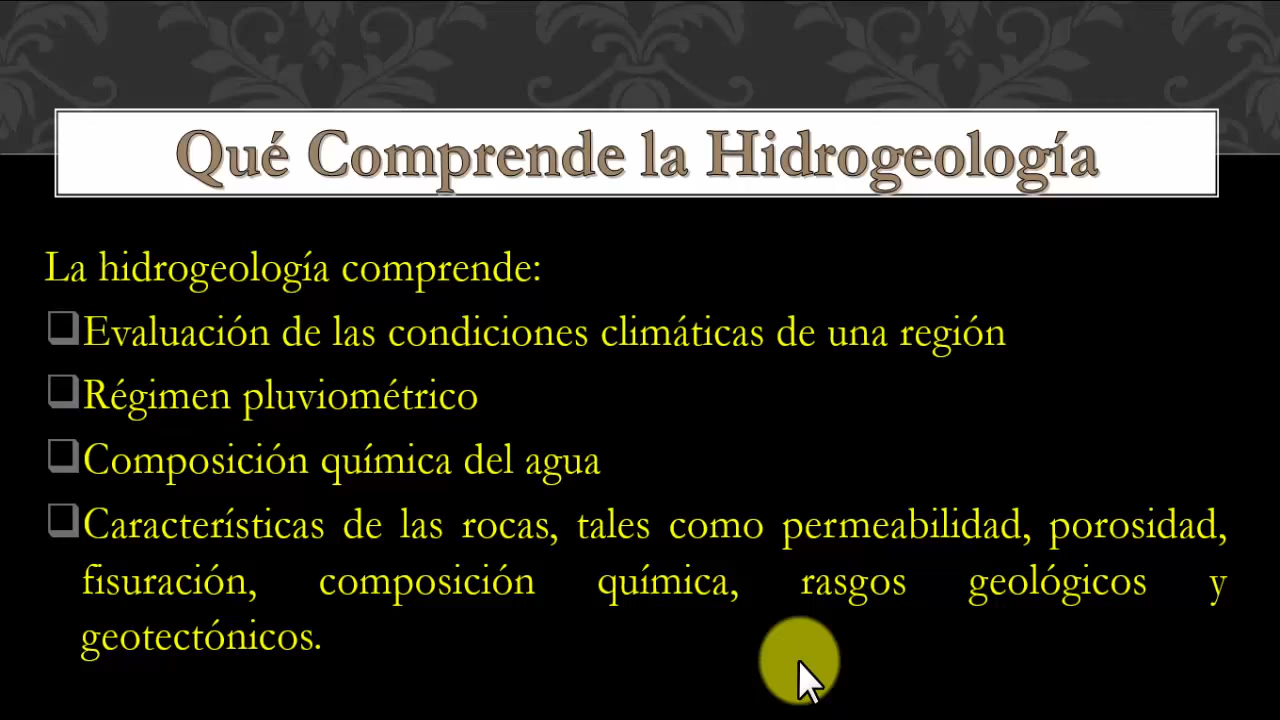 Qué Comprende la Hidrogeología
La hidrogeología comprende:
Evaluación de las condiciones climáticas de una región
Régimen pluviométrico
Composición química del agua
Características de las rocas, tales como permeabilidad, porosidad,
fisuración, composición química, rasgos geológicos y
geotectónicos.